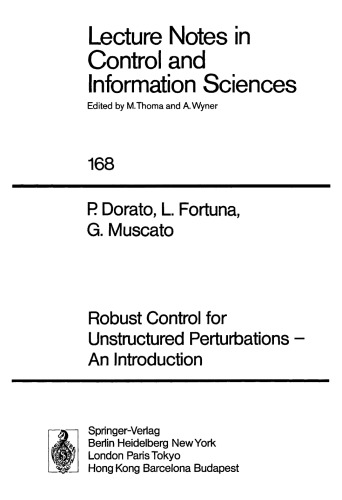 Lecture Notes in
Control and
Information Sciences
Edited by M.Thoma and A.Wyner
168
P. Dorato, L. Fortuna,
G. Muscato
Robust Control for
Unstructured Perturbations –
An Introduction
Springer-Verlag
Berlin Heidelberg New York
London Paris Tokyo
Hong Kong Barcelona Budapest